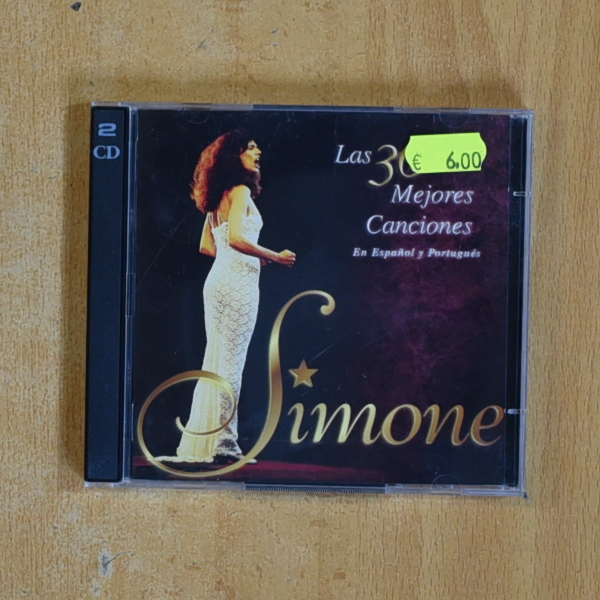 2
CD
Las 30
€ 6.00
Mejores
Canciones
En Español y Portugués
Simone